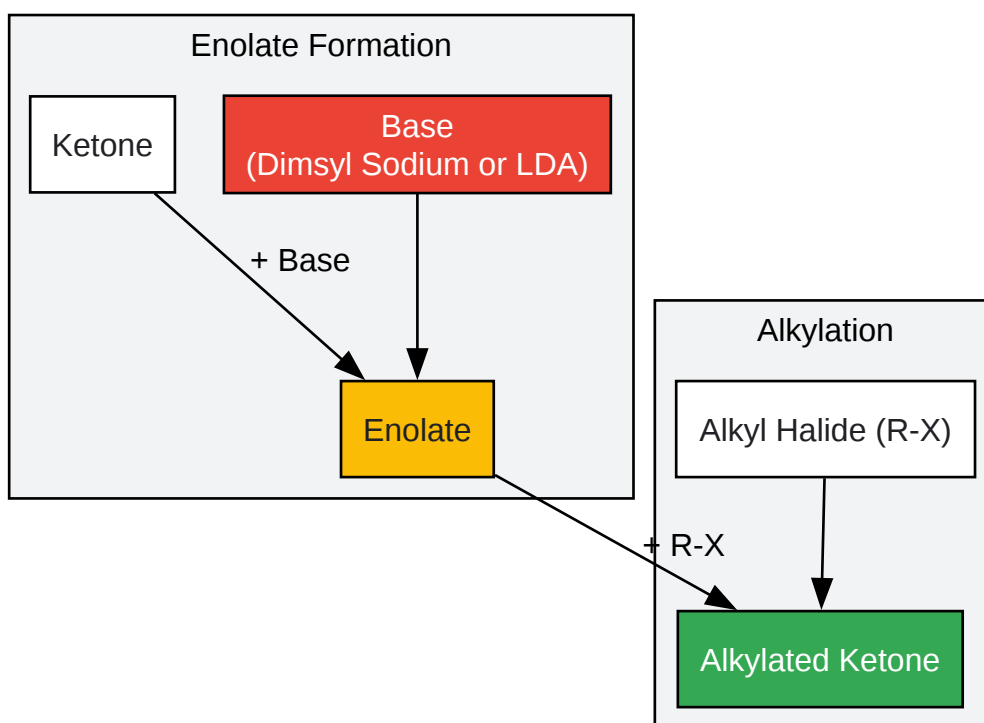 Enolate Formation
Ketone
Base
(Dimsyl Sodium or LDA)
+ Base
Enolate
Alkylation
Alkyl Halide (R-X)
+ R-X
Alkylated Ketone